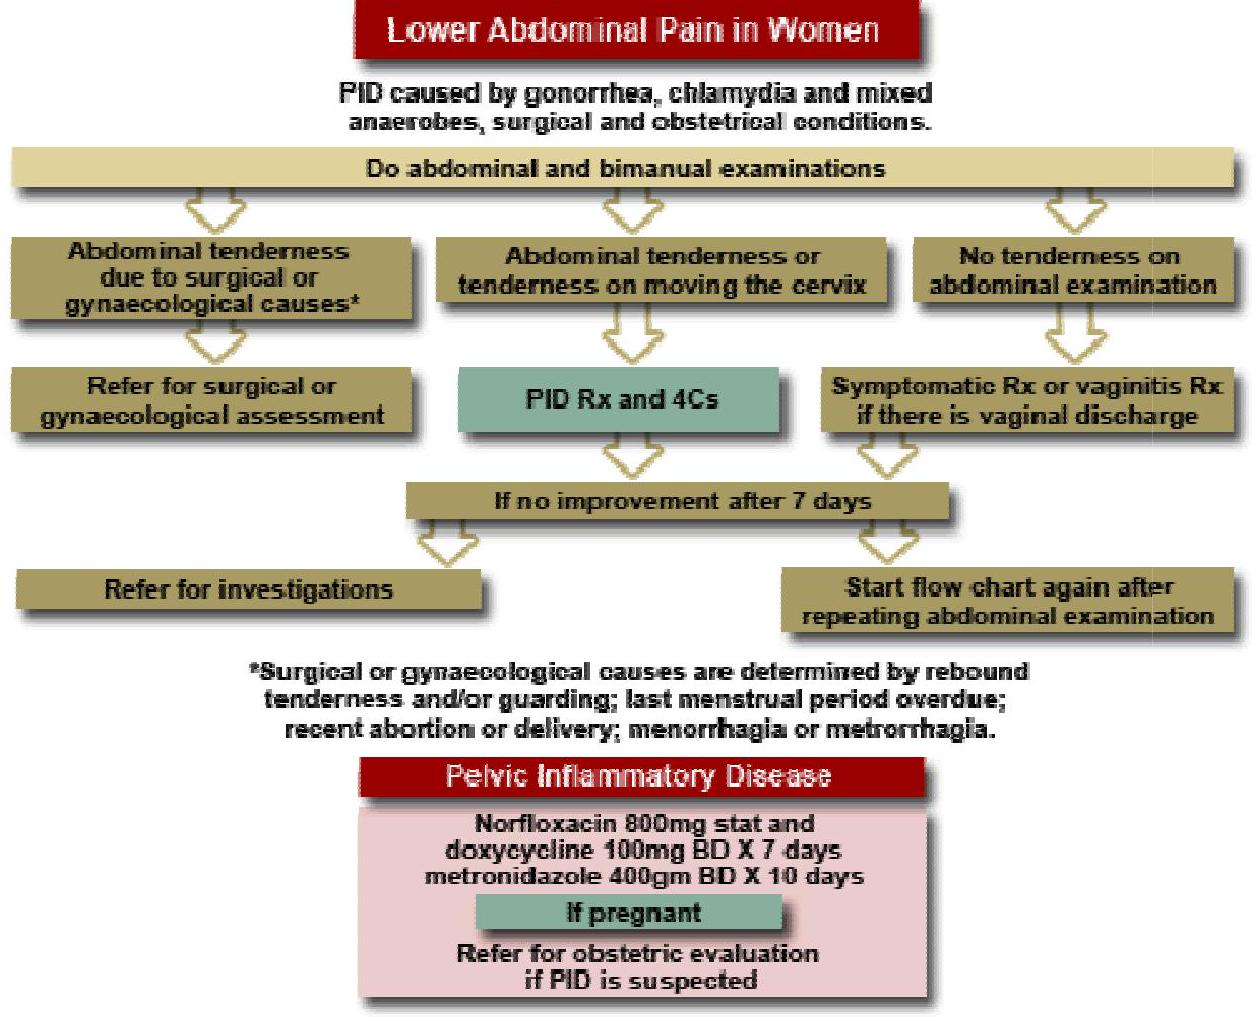 Lower Abdominal Pain in Women
PID caused by gonorrhea, chlamydia and mixed
anaerobes, surgical and obstetrical conditions.
Do abdominal and bimanual examinations
Abdominal tenderness
due to surgical or
gynaecological causes*
Abdominal tenderness or
tenderness on moving the cervix
No tenderness on
abdominal examination
Refer for surgical or
gynaecological assessment
PID Rx and 4Cs
Symptomatic Rx or vaginitis Rx
if there is vaginal discharge
If no improvement after 7 days
Refer for investigations
Start flow chart again after
repeating abdominal examination
*Surgical or gynaecological causes are determined by rebound
tenderness and/or guarding; last menstrual period overdue;
recent abortion or delivery; menorrhagia or metrorrhagia.
Pelvic Inflammatory Disease
Norfloxacin 800mg stat and
doxycycline 100mg BD X 7 days
metronidazole 400gm BD X 10 days
If pregnant
Refer for obstetric evaluation
if PID is suspected